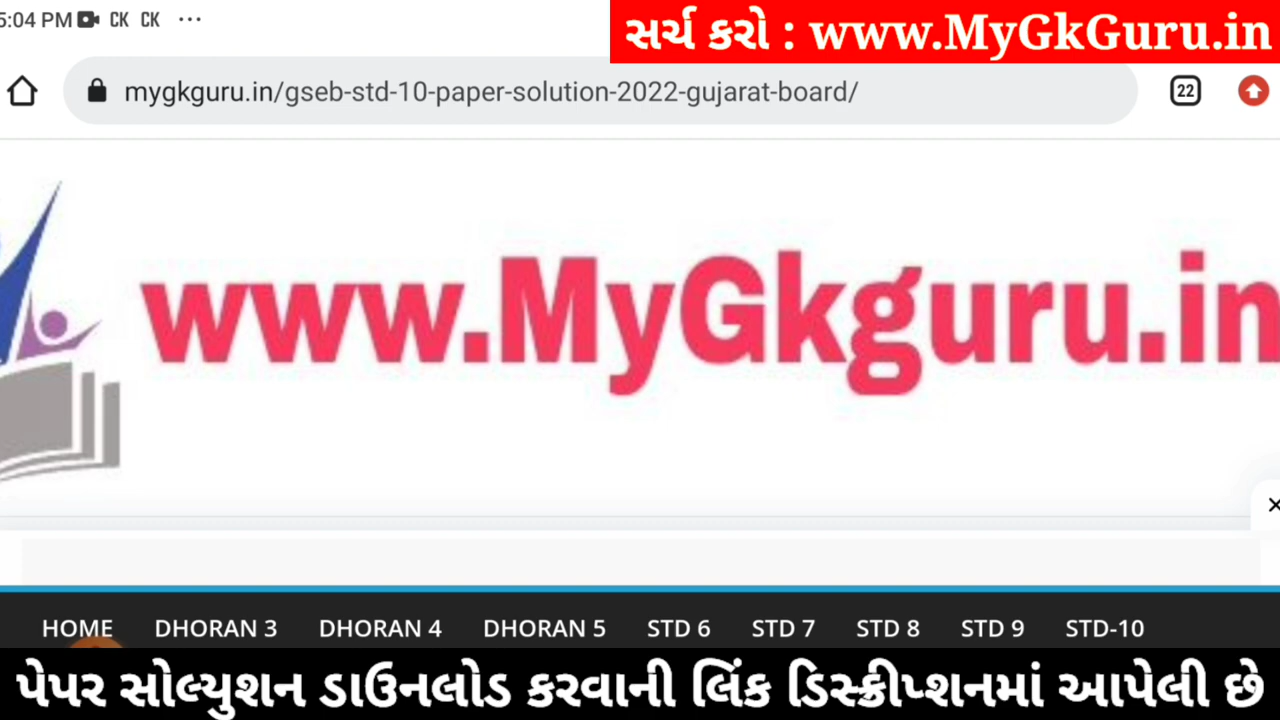 5:04 PM CK CK ...
સર્ચ કરો : www.MyGkGuru.in
mygkguru.in/gseb-std-10-paper-solution-2022-gujarat-board/
22
www.MyGkguru.in
HOME DHORAN 3 DHORAN 4 DHORAN 5 STD 6 STD 7 STD 8 STD 9 STD-10
પેપર સોલ્યુશન ડાઉનલોડ કરવાની લિંક ડિસ્ક્રીપ્શનમાં આપેલી છે